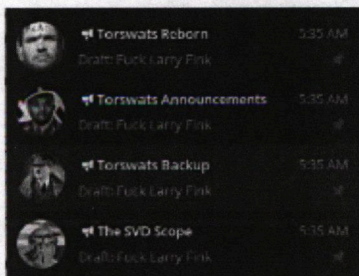 Torswats Reborn 5:35 AM
Draft: Fuck Larry Fink
Torswats Announcements 5:35 AM
Draft: Fuck Larry Fink
Torswats Backup 5:35 AM
Draft: Fuck Larry Fink
The SVD Scope 5:35 AM
Draft: Fuck Larry Fink